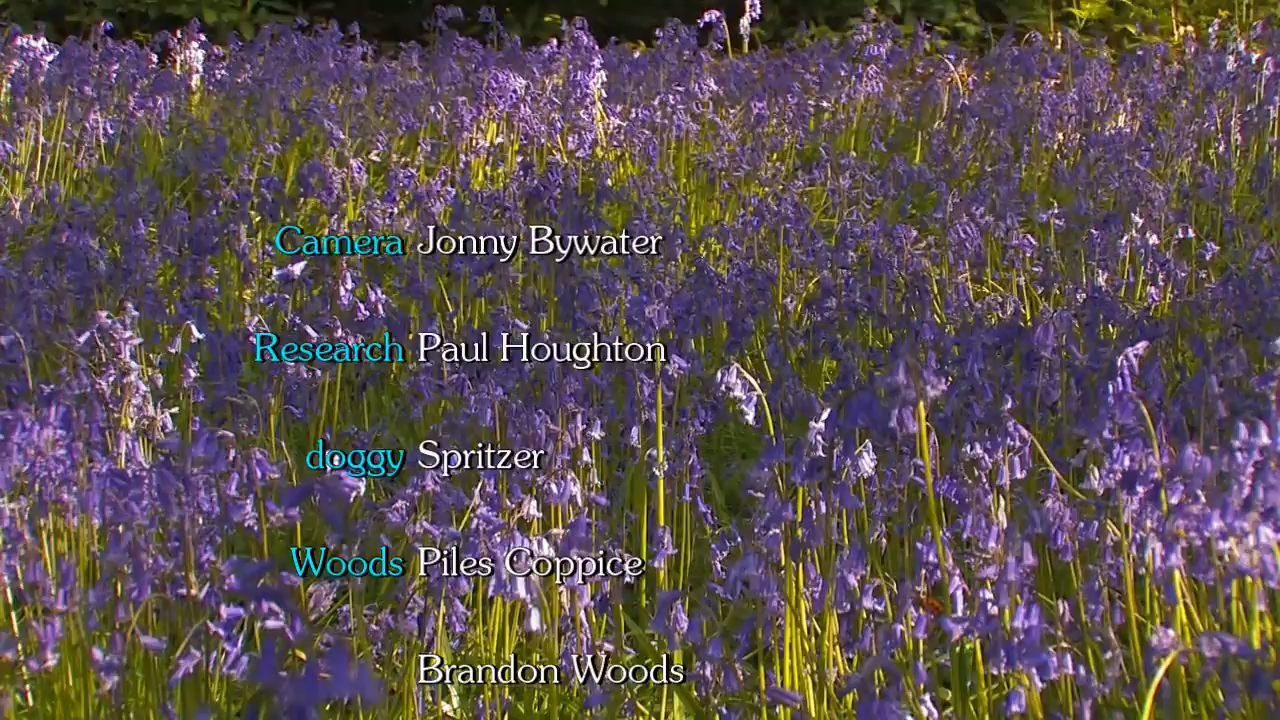 Camera Jonny Bywater
Research Paul Houghton
doggy Spritzer
Woods Piles Coppice
Brandon Woods